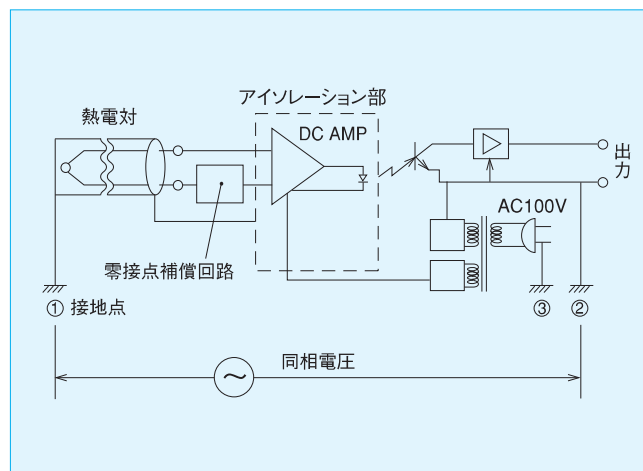 アイソレーション部
熱電対
DC AMP
出力
AC100V
零接点補償回路
① 接地点
③
②
同相電圧
〜